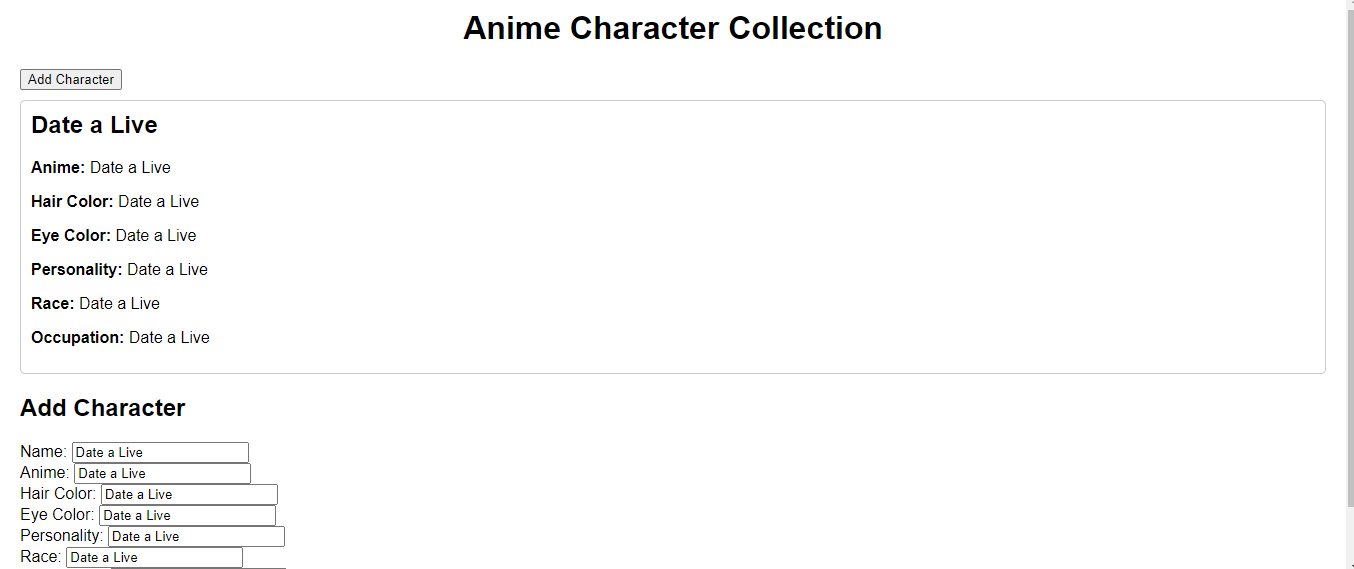 Anime Character Collection
Add Character
Date a Live
Anime: Date a Live
Hair Color: Date a Live
Eye Color: Date a Live
Personality: Date a Live
Race: Date a Live
Occupation: Date a Live
Add Character
Name: Date a Live
Anime: Date a Live
Hair Color: Date a Live
Eye Color: Date a Live
Personality: Date a Live
Race: Date a Live